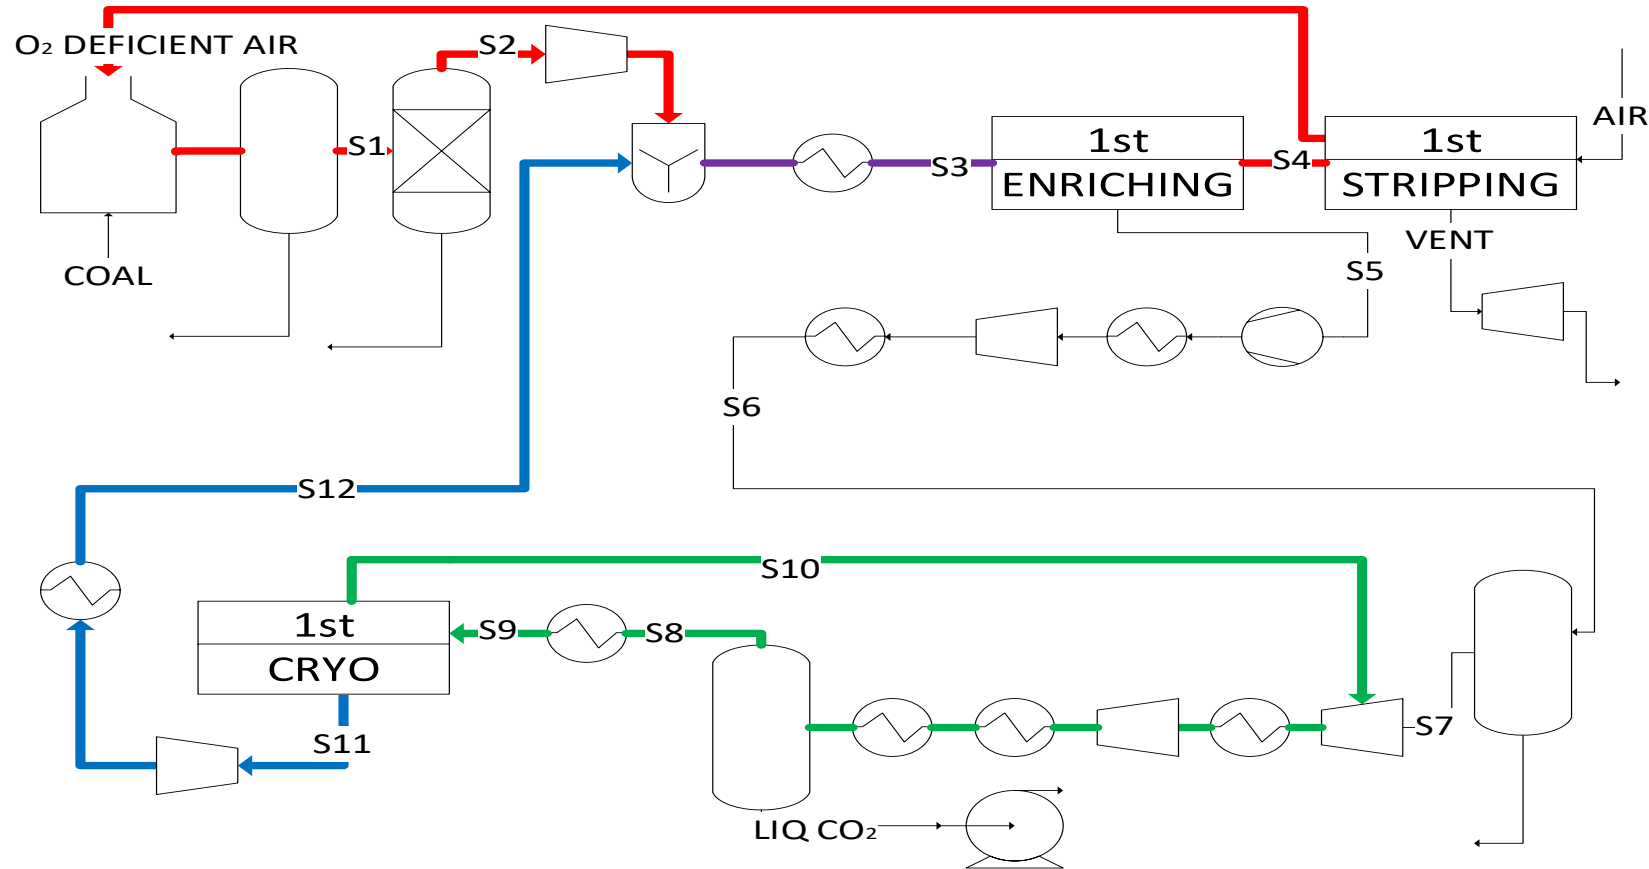 O₂ DEFICIENT AIR
S2
S1
COAL
S3
1st
ENRICHING
S4
1st
STRIPPING
AIR
VENT
S5
S6
S12
S10
1st
CRYO
S9
S8
S11
S7
LIQ CO₂